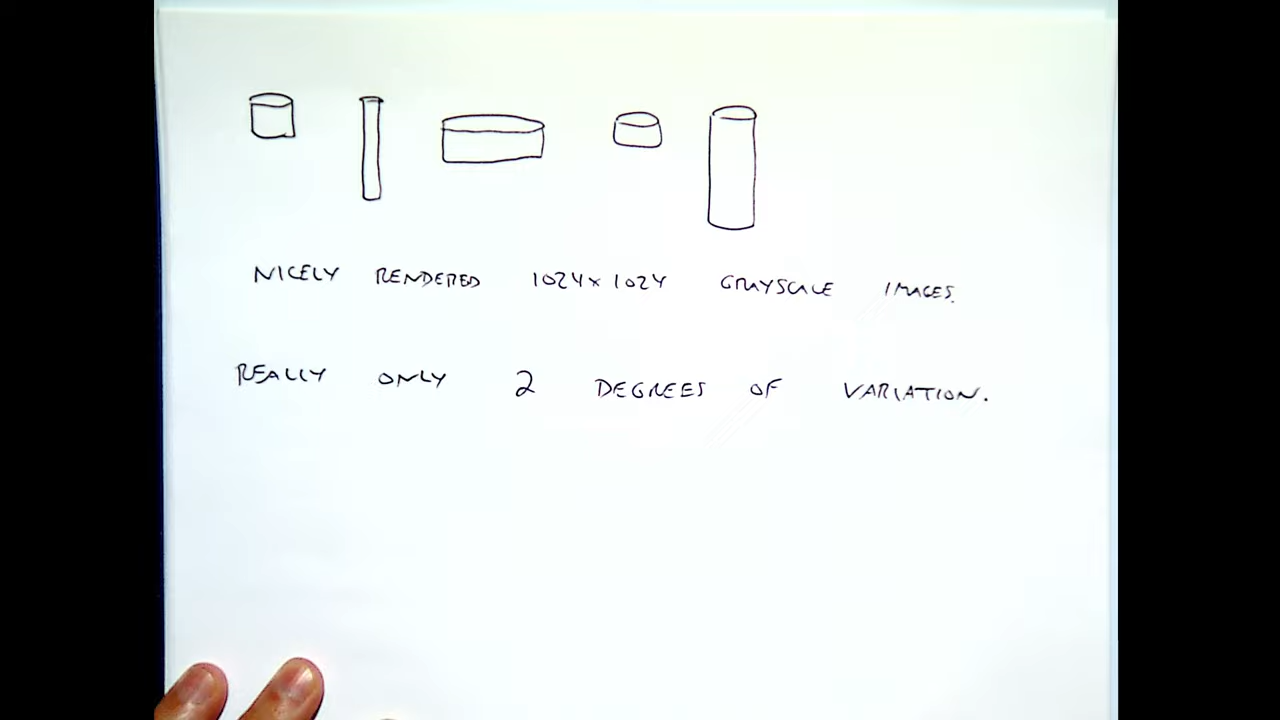 NICELY RENDERED 1024x1024 GRAYSCALE IMAGES.
REALLY ONLY 2 DEGREES OF VARIATION.